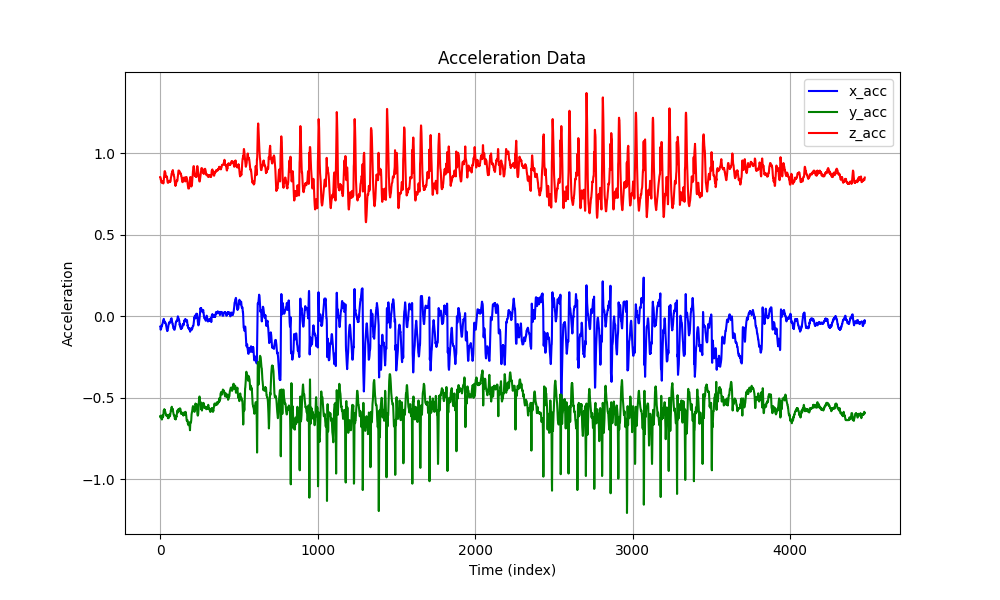 Acceleration Data
x_acc
y_acc
z_acc
1.0
0.5
0.0
−0.5
−1.0
Acceleration
0 1000 2000 3000 4000
Time (index)